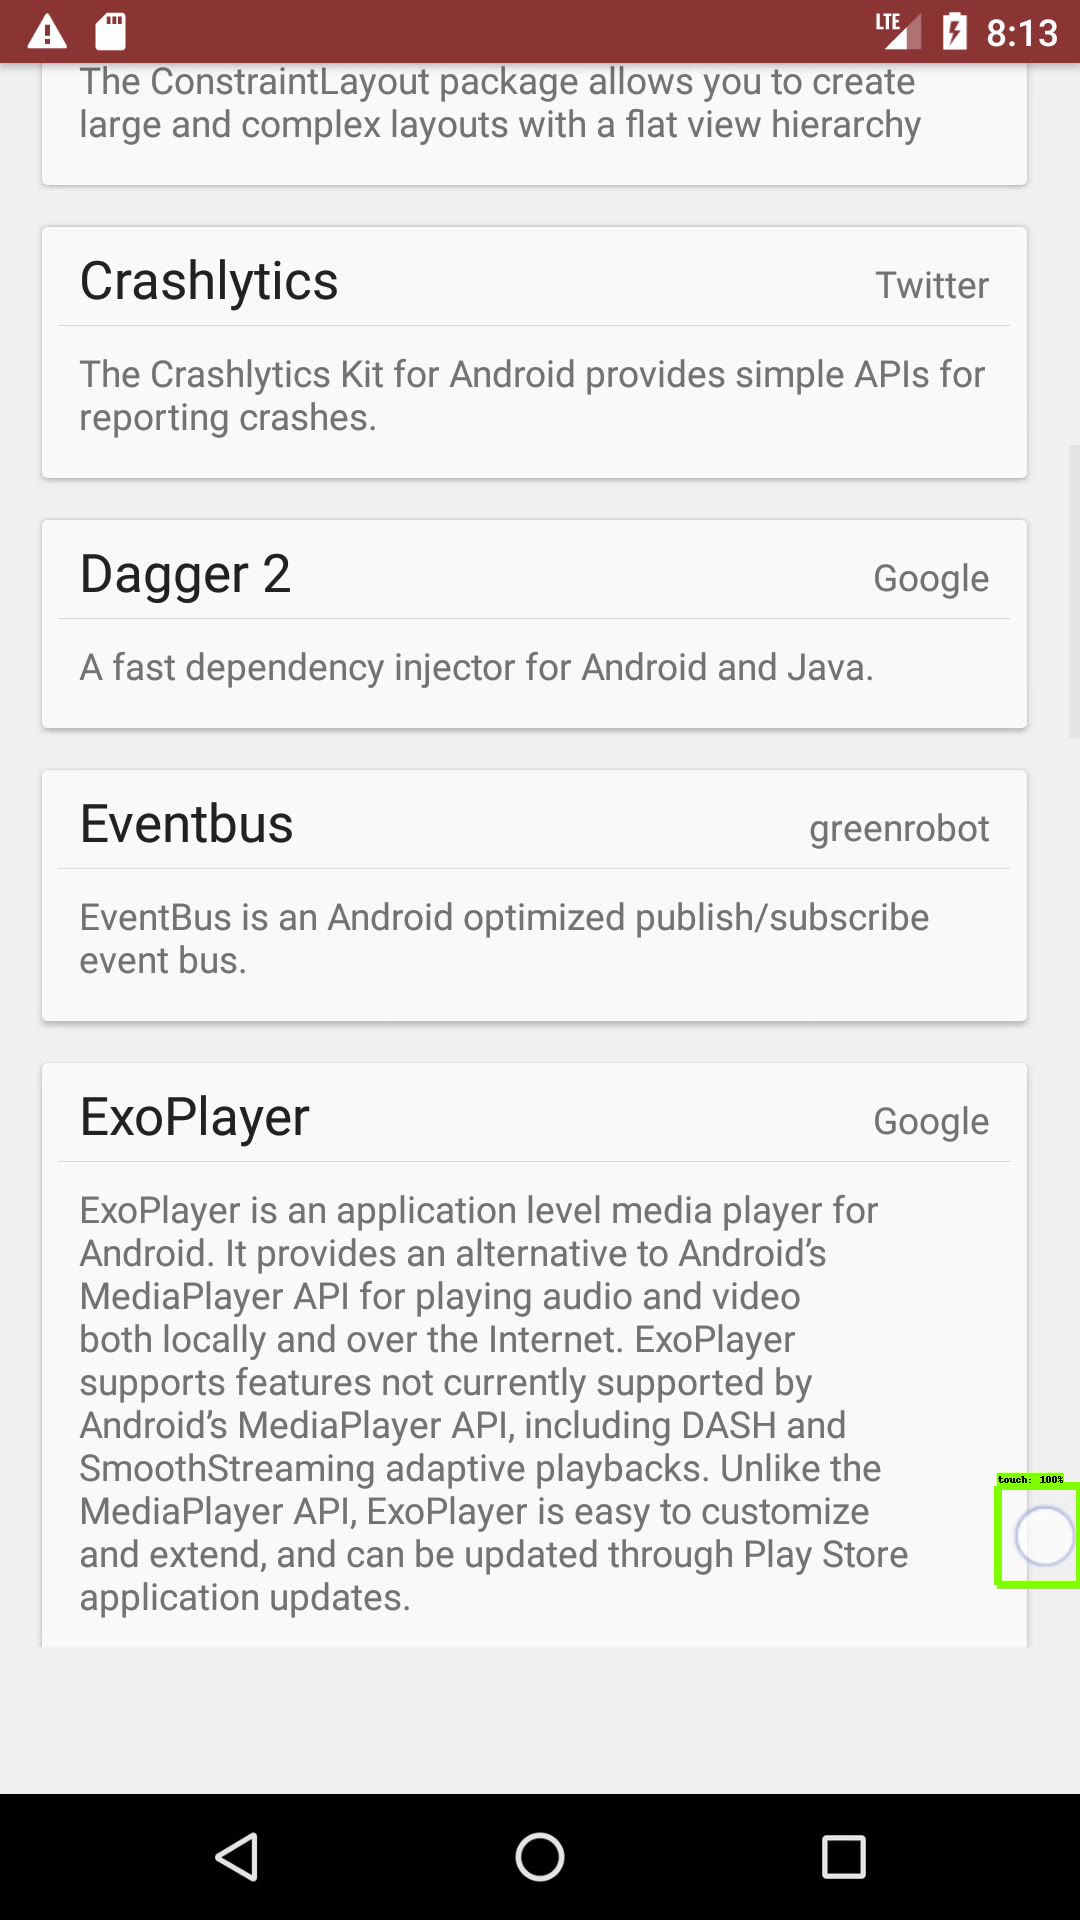 LTE 8:13
The ConstraintLayout package allows you to create
large and complex layouts with a flat view hierarchy
Crashlytics Twitter
The Crashlytics Kit for Android provides simple APIs for
reporting crashes.
Dagger 2 Google
A fast dependency injector for Android and Java.
Eventbus greenrobot
EventBus is an Android optimized publish/subscribe
event bus.
ExoPlayer Google
ExoPlayer is an application level media player for
Android. It provides an alternative to Android’s
MediaPlayer API for playing audio and video
both locally and over the Internet. ExoPlayer
supports features not currently supported by
Android’s MediaPlayer API, including DASH and
SmoothStreaming adaptive playbacks. Unlike the
MediaPlayer API, ExoPlayer is easy to customize
and extend, and can be updated through Play Store
application updates.
touch: 100%